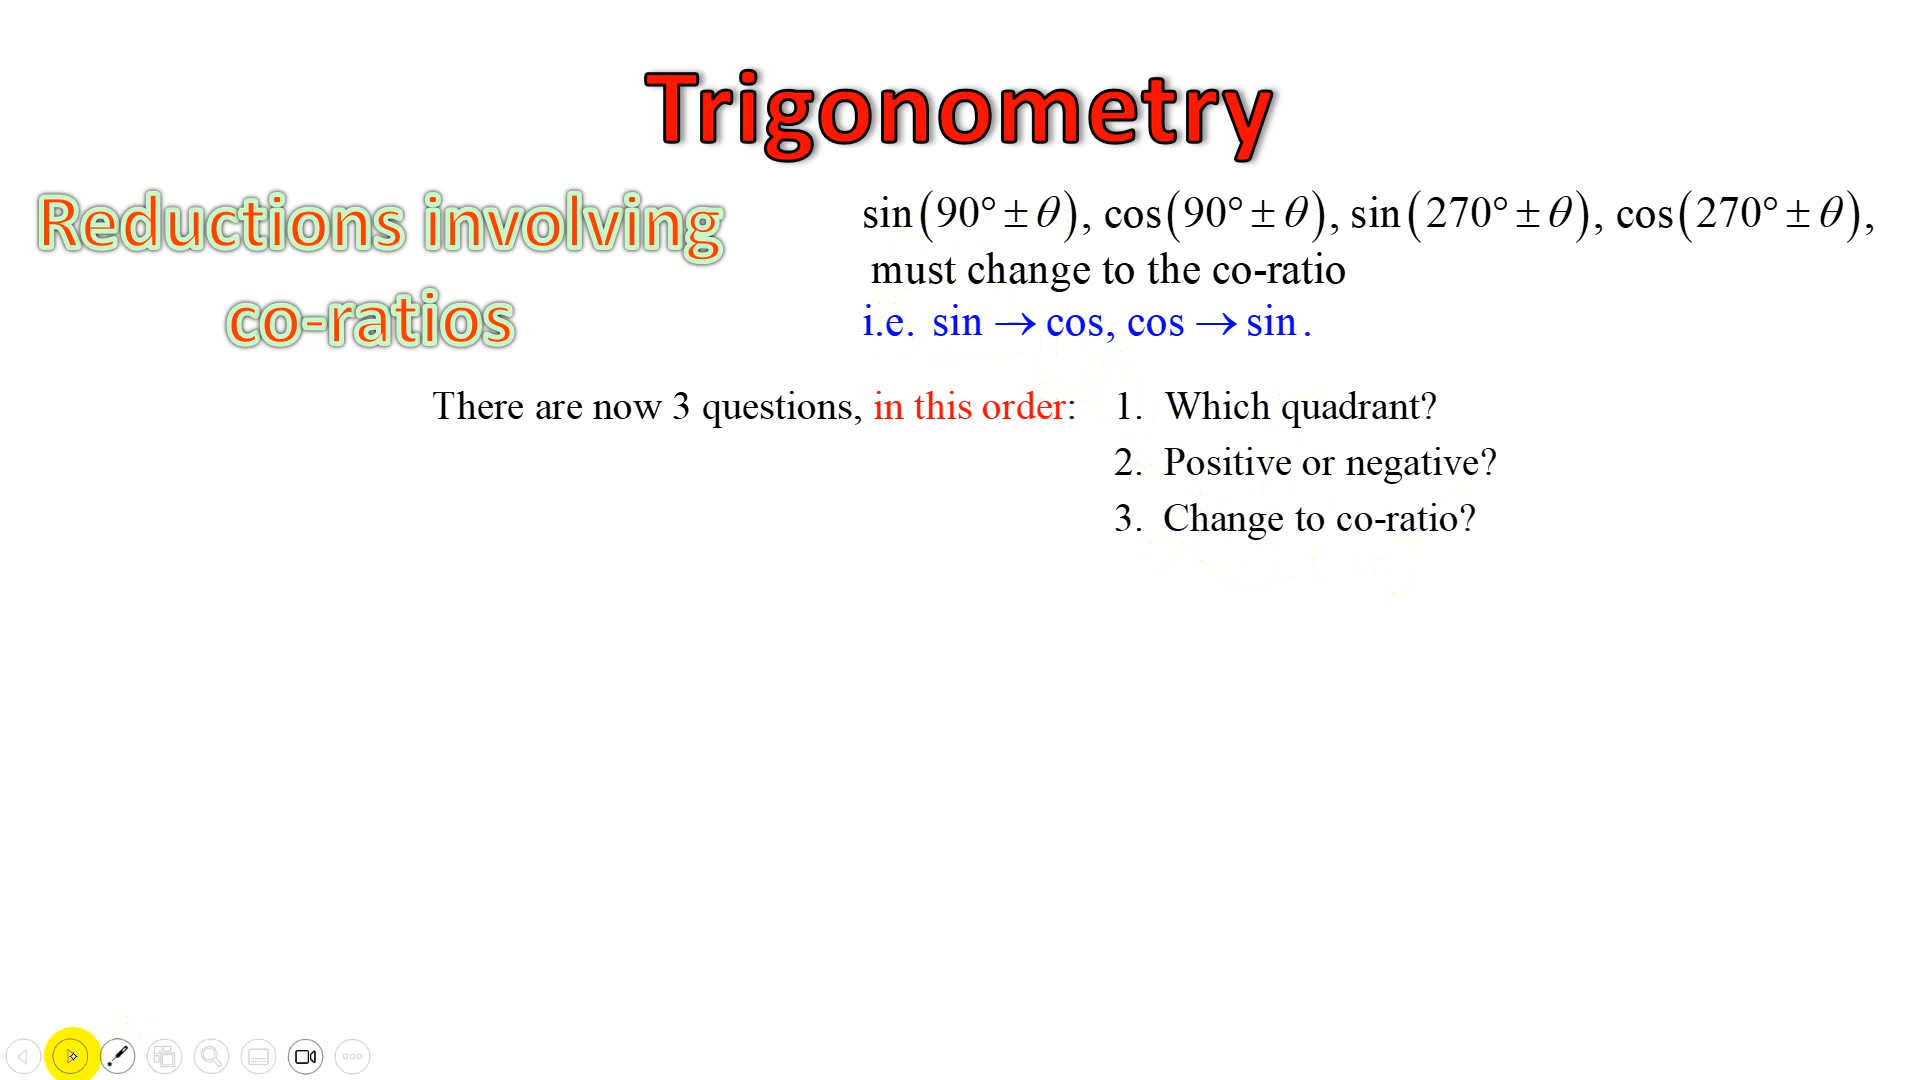 Trigonometry
Reductions involving
co-ratios
sin(90° ± θ), cos(90° ± θ), sin(270° ± θ), cos(270° ± θ),
must change to the co-ratio
i.e. sin → cos, cos → sin.
There are now 3 questions, in this order: 1. Which quadrant?
2. Positive or negative?
3. Change to co-ratio?